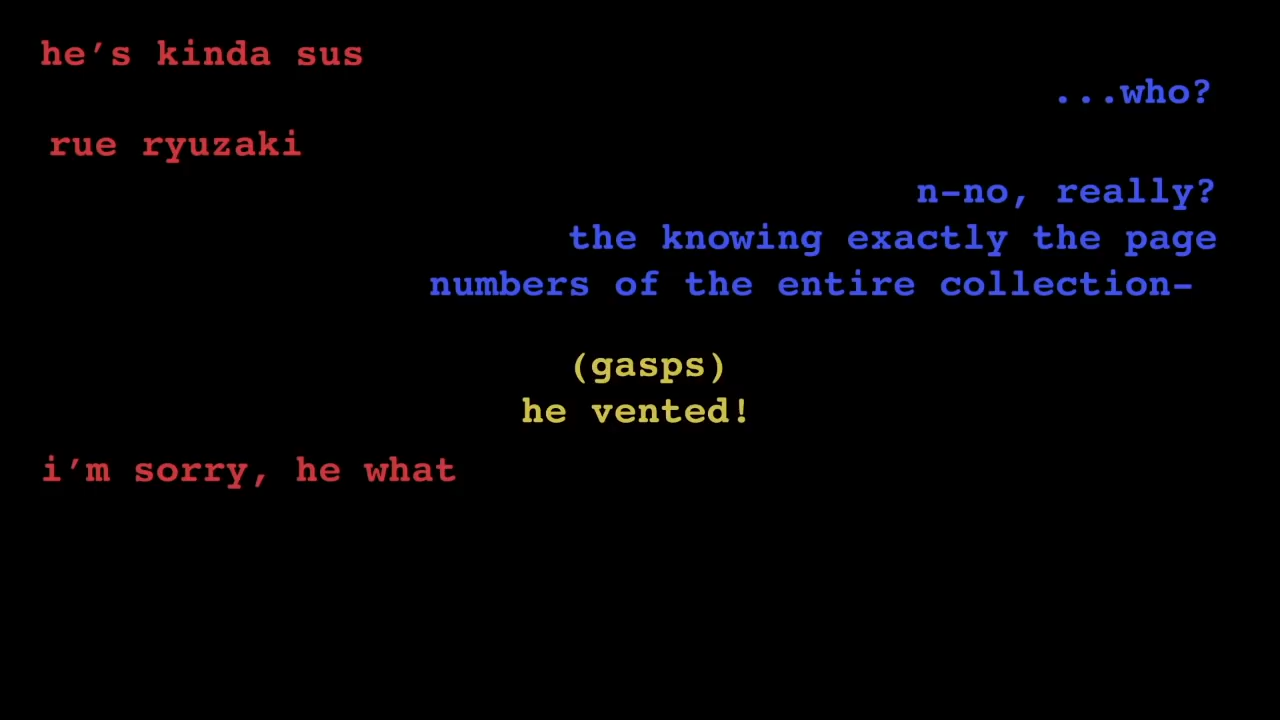 he's kinda sus
...who?
rue ryuzaki
n-no, really?
the knowing exactly the page
numbers of the entire collection-
(gasps)
he vented!
i'm sorry, he what